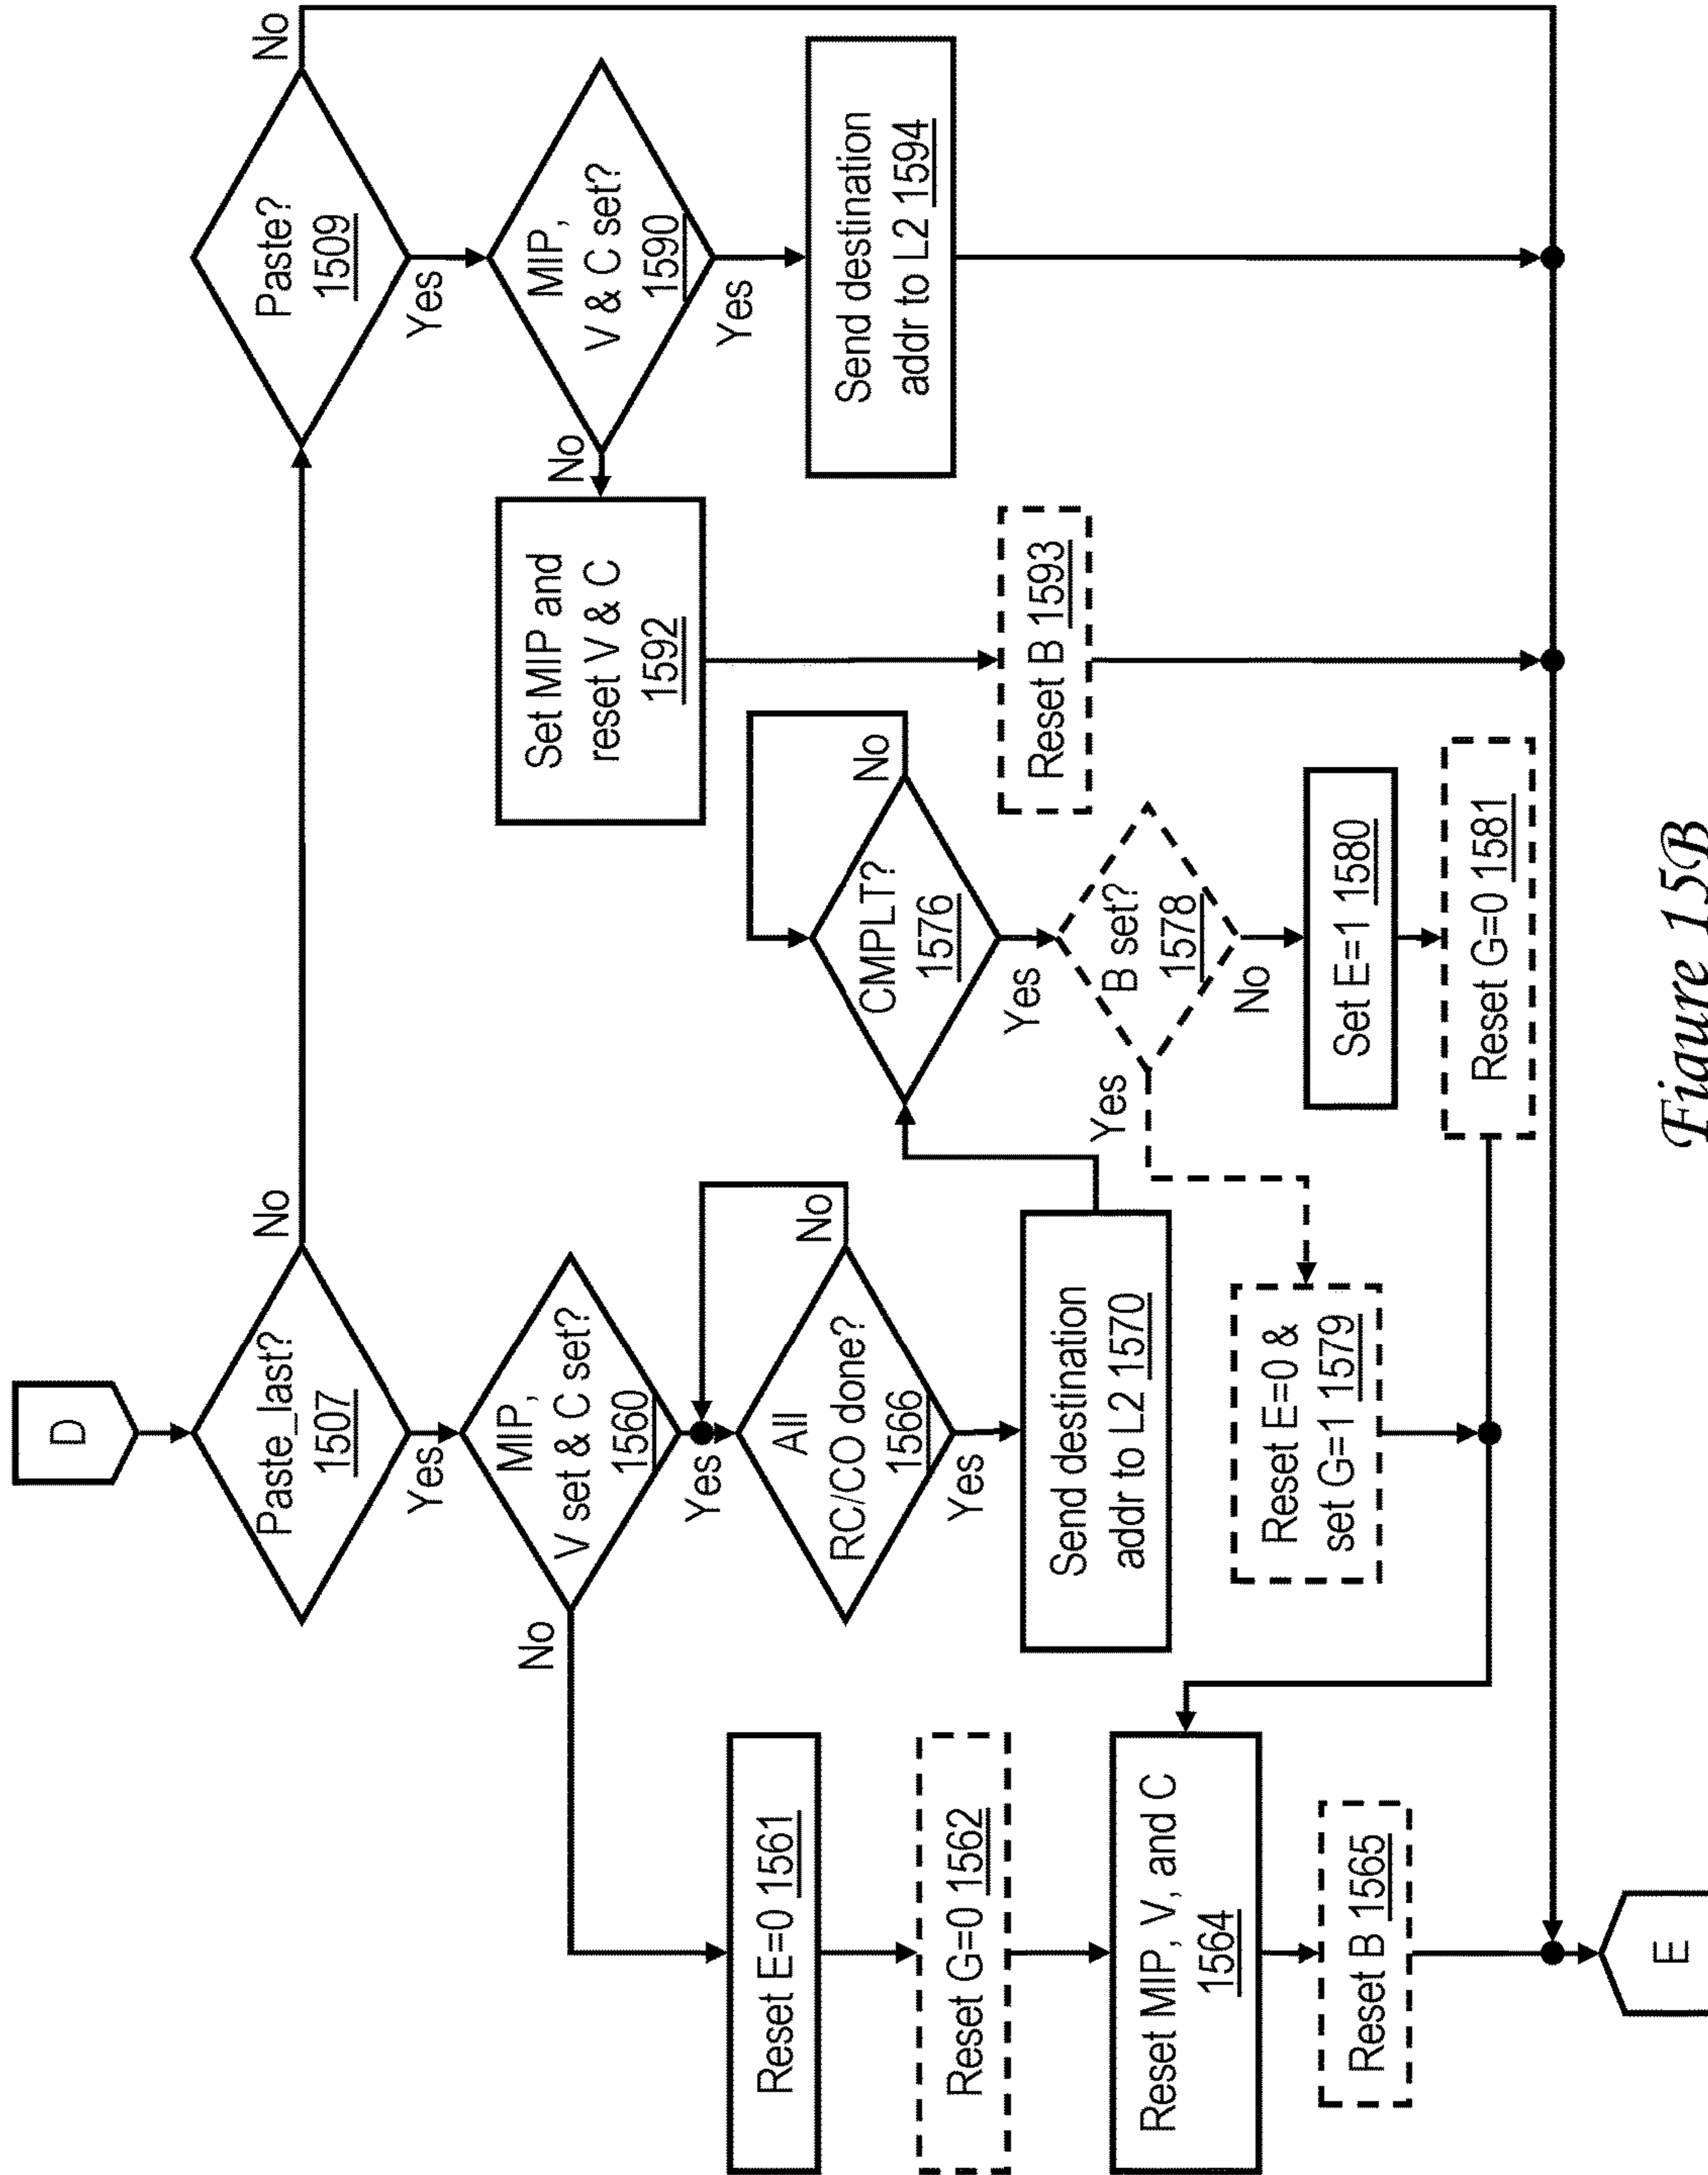 D
Paste_last?
1507
No
Yes
Paste?
1509
No
Yes
MIP,
V set & C set?
1560
No
Yes
MIP,
V & C set?
1590
No
Yes
Set MIP and
reset V & C
1592
Send destination
addr to L2 1594
Reset B 1593
All
RC/CO done?
1566
No
Yes
Send destination
addr to L2 1570
CMPLT?
1576
No
Yes
B set?
1578
Yes
No
Reset E=0 &
set G=1 1579
Set E=1 1580
Reset G=0 1581
Reset E=0 1561
Reset G=0 1562
Reset MIP, V, and C
1564
Reset B 1565
E
Figure 15B